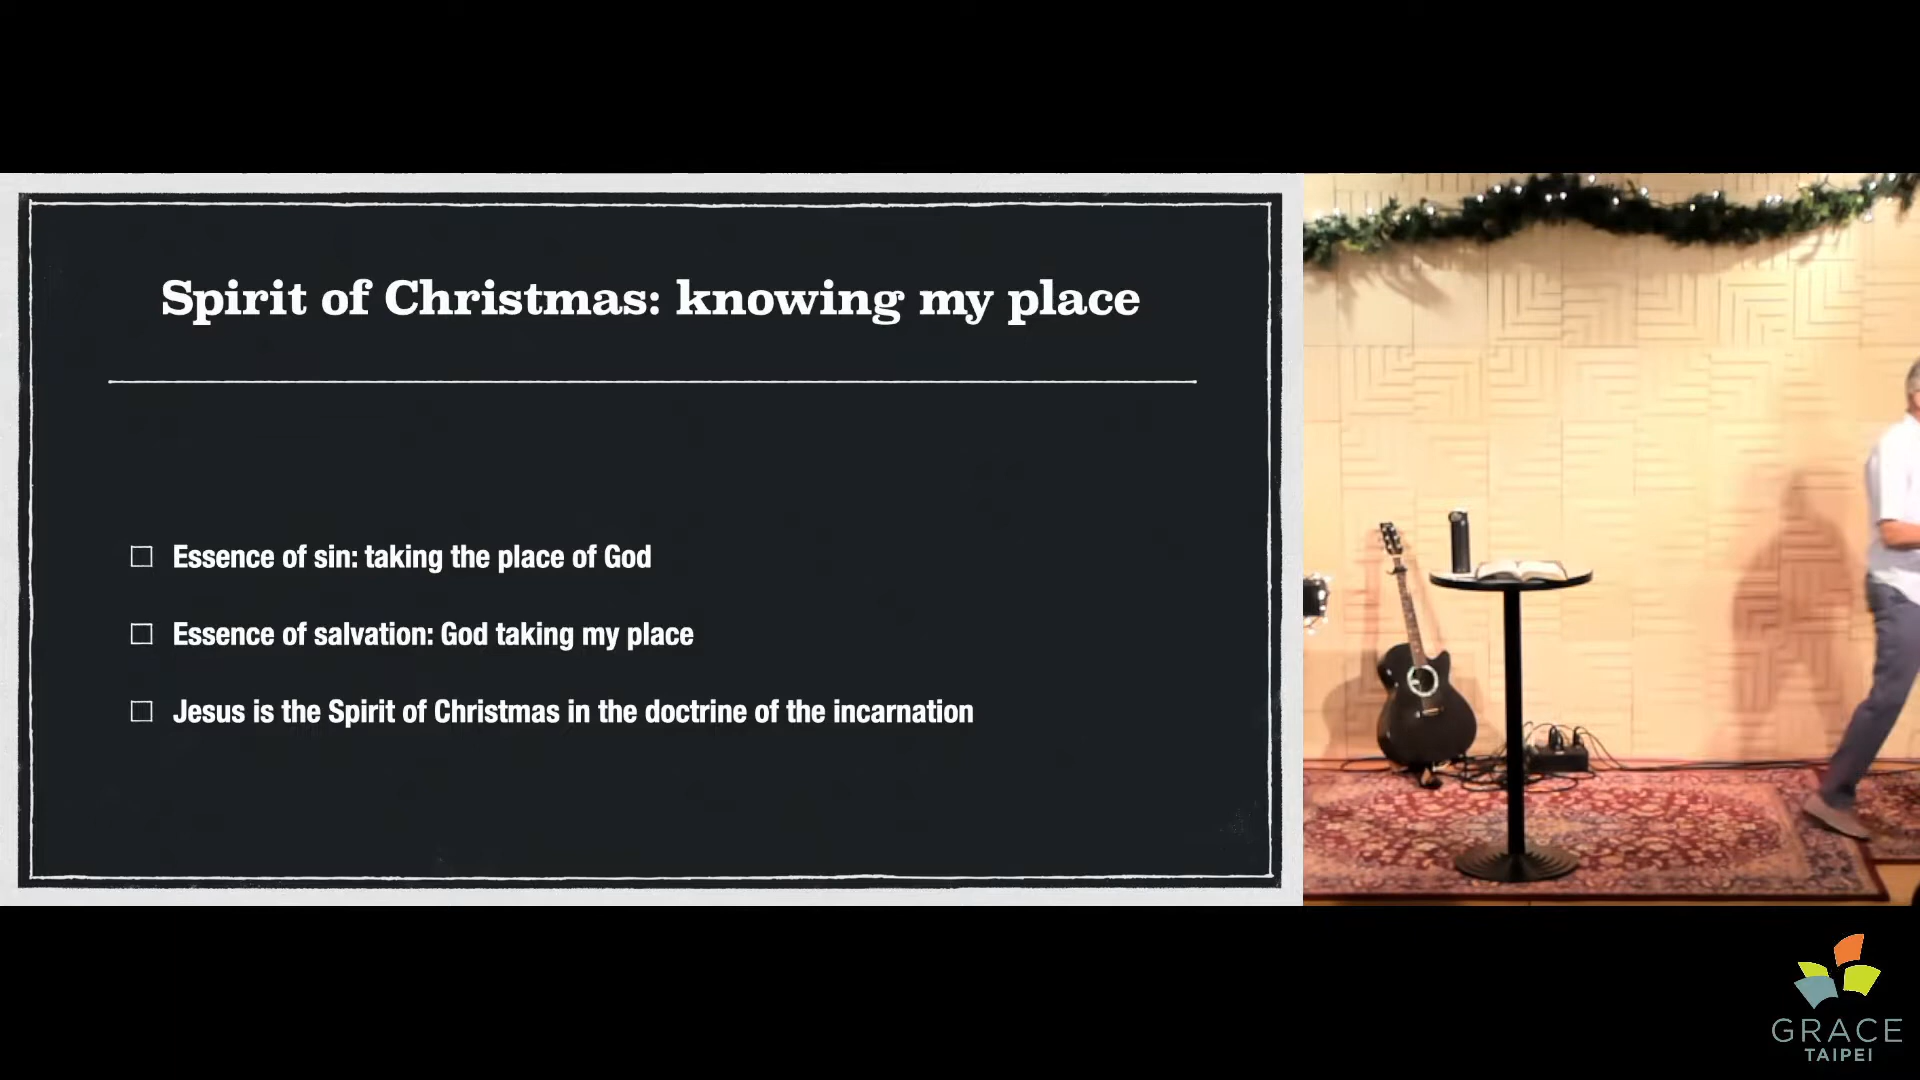 Spirit of Christmas: knowing my place
Essence of sin: taking the place of God
Essence of salvation: God taking my place
Jesus is the Spirit of Christmas in the doctrine of the incarnation
GRACE
TAIPEI